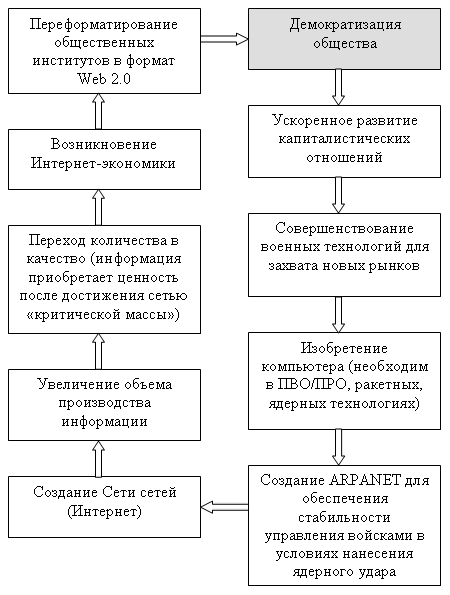 Переформатирование
общественных
институтов в формат
Web 2.0
Демократизация
общества
Ускоренное развитие
капиталистических
отношений
Совершенствование
военных технологий для
захвата новых рынков
Изобретение
компьютера (необходим
в ПВО/ПРО, ракетных,
ядерных технологиях)
Создание ARPANET для
обеспечения
стабильности
управления войсками в
условиях нанесения
ядерного удара
Создание Сети сетей
(Интернет)
Увеличение объема
производства
информации
Переход количества в
качество (информация
приобретает ценность
после достижения сетью
«критической массы»)
Возникновение
Интернет-экономики